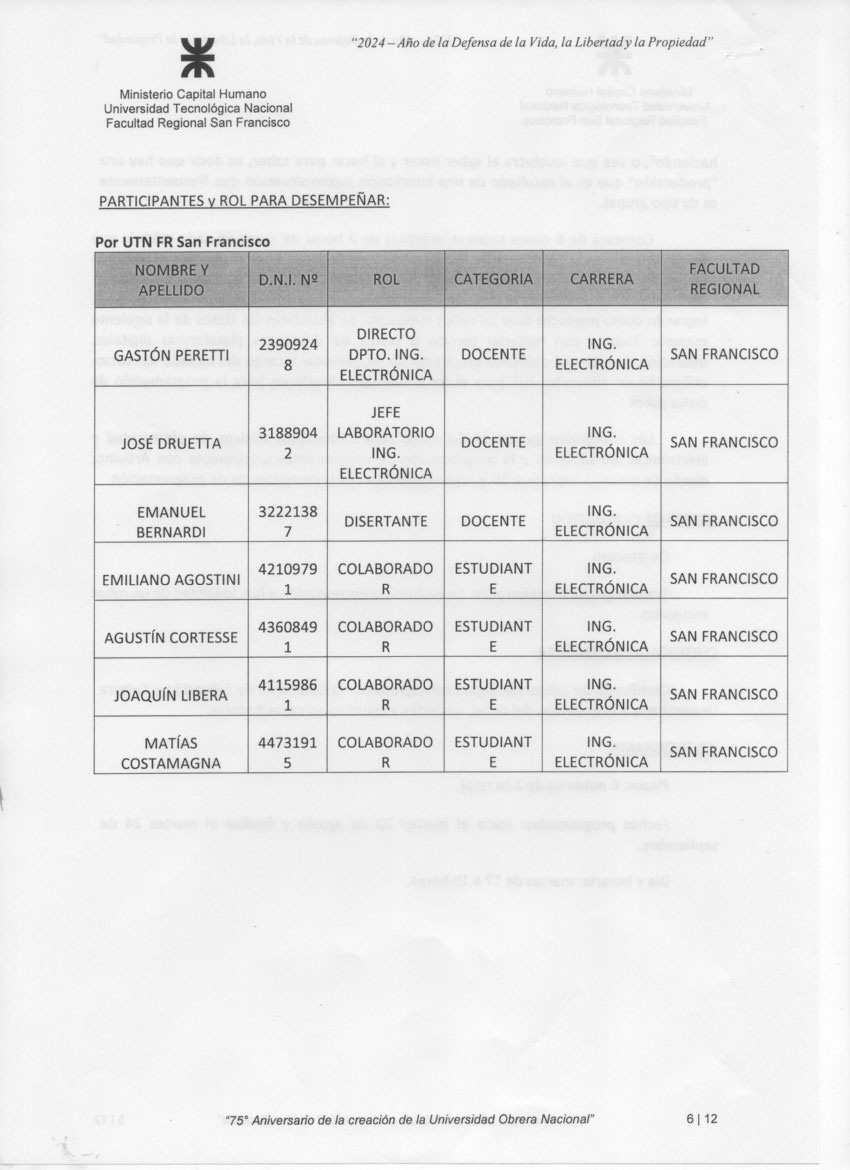 "2024 – Año de la Defensa de la Vida, la Libertad y la Propiedad"
Ministerio Capital Humano
Universidad Tecnológica Nacional
Facultad Regional San Francisco
PARTICIPANTES y ROL PARA DESEMPEÑAR:
Por UTN FR San Francisco
NOMBRE Y APELLIDO | D.N.I. Nº | ROL | CATEGORIA | CARRERA | FACULTAD REGIONAL
GASTÓN PERETTI | 23909248 | DIRECTO DPTO. ING. ELECTRÓNICA | DOCENTE | ING. ELECTRÓNICA | SAN FRANCISCO
JOSÉ DRUETTA | 31889042 | JEFE LABORATORIO ING. ELECTRÓNICA | DOCENTE | ING. ELECTRÓNICA | SAN FRANCISCO
EMANUEL BERNARDI | 32221387 | DISERTANTE | DOCENTE | ING. ELECTRÓNICA | SAN FRANCISCO
EMILIANO AGOSTINI | 42109791 | COLABORADOR | ESTUDIANTE | ING. ELECTRÓNICA | SAN FRANCISCO
AGUSTÍN CORTESSE | 43608491 | COLABORADOR | ESTUDIANTE | ING. ELECTRÓNICA | SAN FRANCISCO
JOAQUÍN LIBERA | 41159861 | COLABORADOR | ESTUDIANTE | ING. ELECTRÓNICA | SAN FRANCISCO
MATÍAS COSTAMAGNA | 44731915 | COLABORADOR | ESTUDIANTE | ING. ELECTRÓNICA | SAN FRANCISCO
"75° Aniversario de la creación de la Universidad Obrera Nacional" 6 | 12